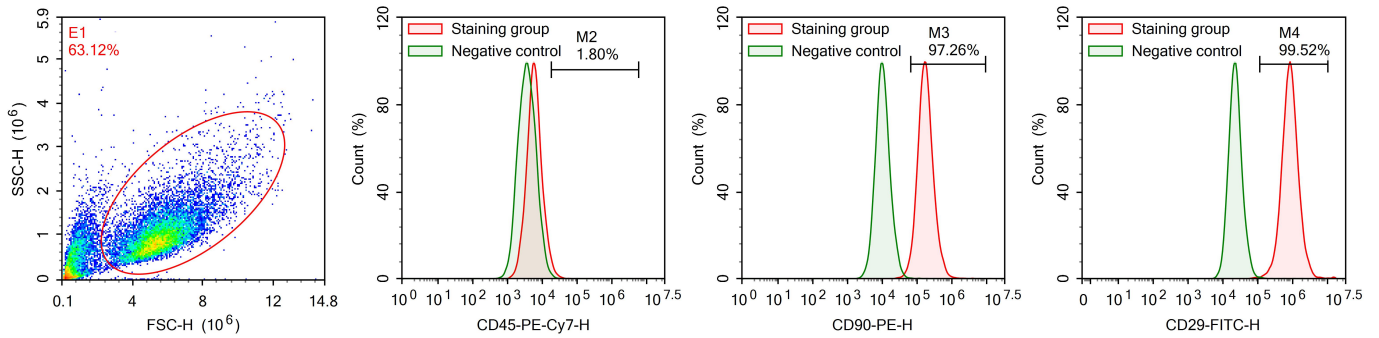 E1
63.12%
5.9
5
4
3
2
1
0
SSC-H (10^6)
0.1 4 8 12 14.8
FSC-H (10^6)
Staining group
Negative control
M2
1.80%
120
80
40
0
Count (%)
10^0 10^1 10^2 10^3 10^4 10^5 10^6 10^7.5
CD45-PE-Cy7-H
Staining group
Negative control
M3
97.26%
120
80
40
0
Count (%)
10^0 10^1 10^2 10^3 10^4 10^5 10^6 10^7.5
CD90-PE-H
Staining group
Negative control
M4
99.52%
120
80
40
0
Count (%)
0 10^1 10^2 10^3 10^4 10^5 10^6 10^7.5
CD29-FITC-H